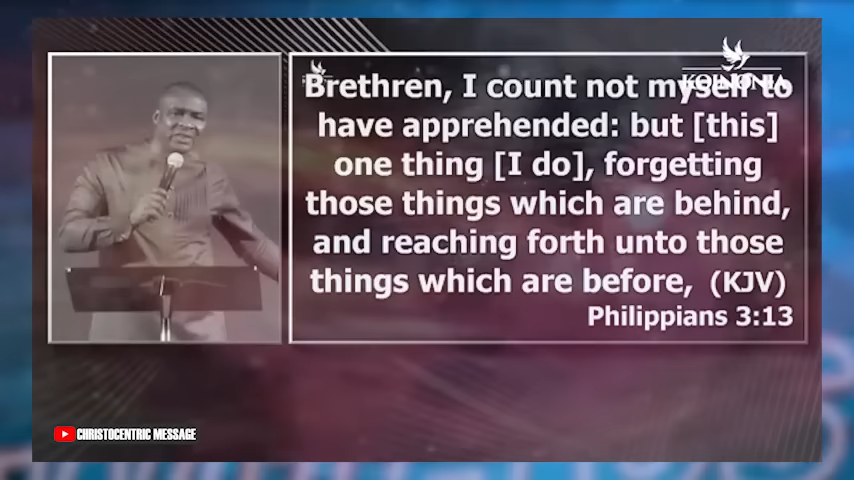 KOINONIA
Brethren, I count not myself to
have apprehended: but [this]
one thing [I do], forgetting
those things which are behind,
and reaching forth unto those
things which are before, (KJV)
Philippians 3:13
CHRISTOCENTRIC MESSAGE